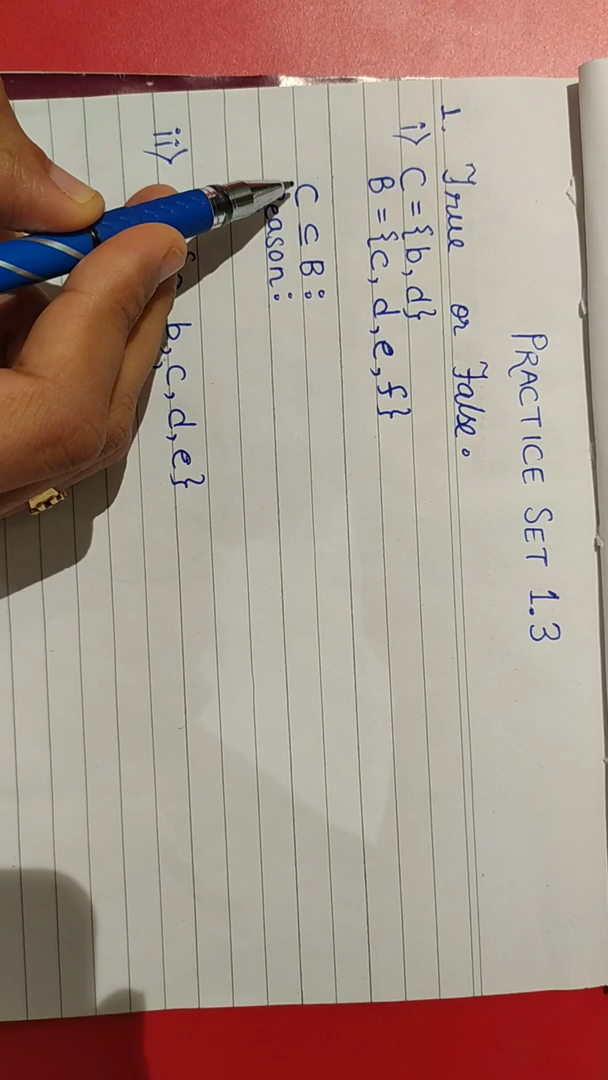 PRACTICE SET 1.3
1. True or False.
i) C = {b, d}
B = {c, d, e, f}
C ⊆ B :
eason :
ii) b, c, d, e}